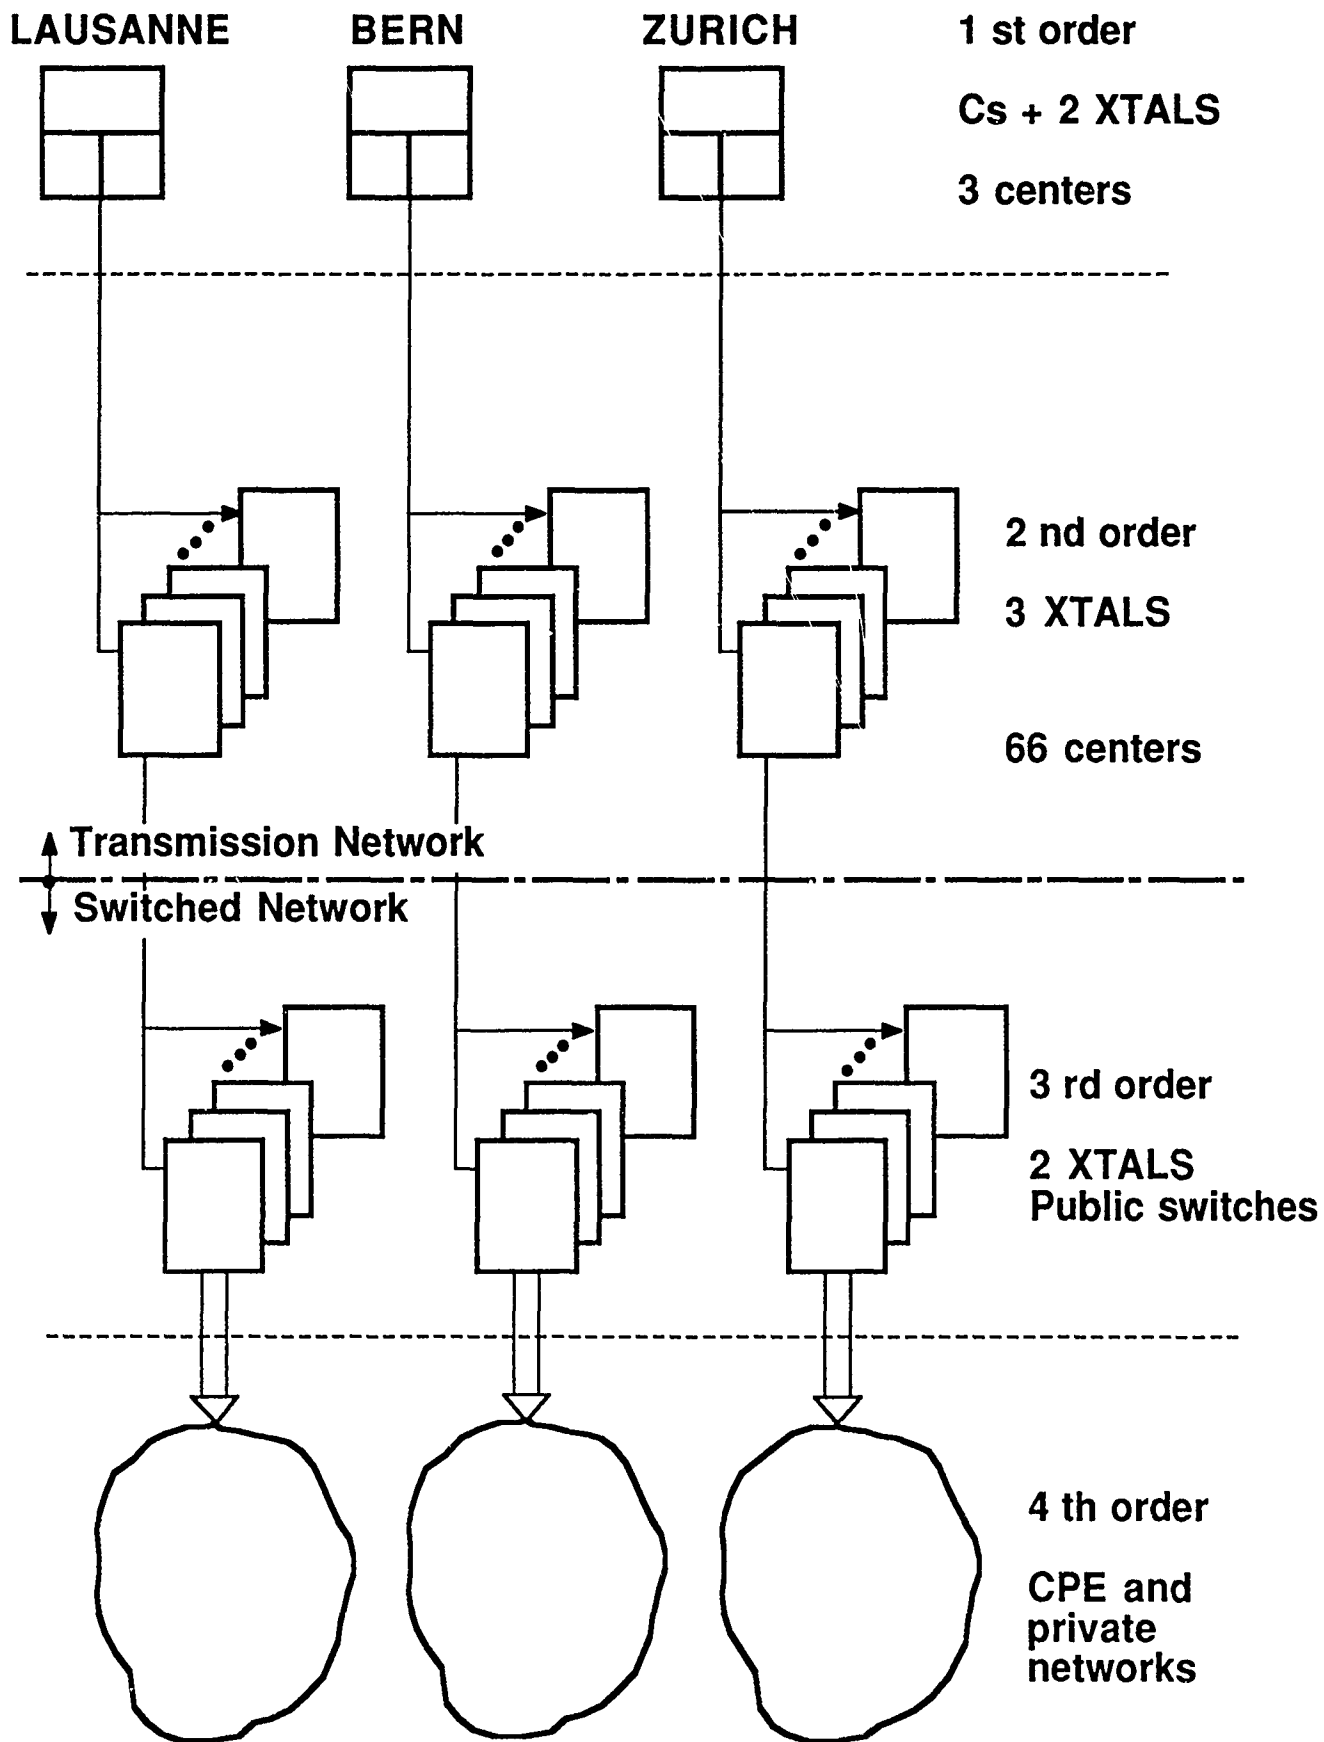 LAUSANNE BERN ZURICH 1 st order
Cs + 2 XTALS
3 centers
2 nd order
3 XTALS
66 centers
Transmission Network
Switched Network
3 rd order
2 XTALS
Public switches
4 th order
CPE and
private
networks